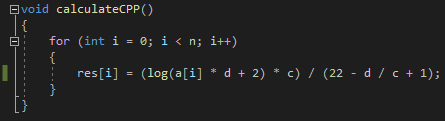 void calculateCPP()
{
for (int i = 0; i < n; i++)
{
res[i] = (log(a[i] * d + 2) * c) / (22 - d / c + 1);
}
}